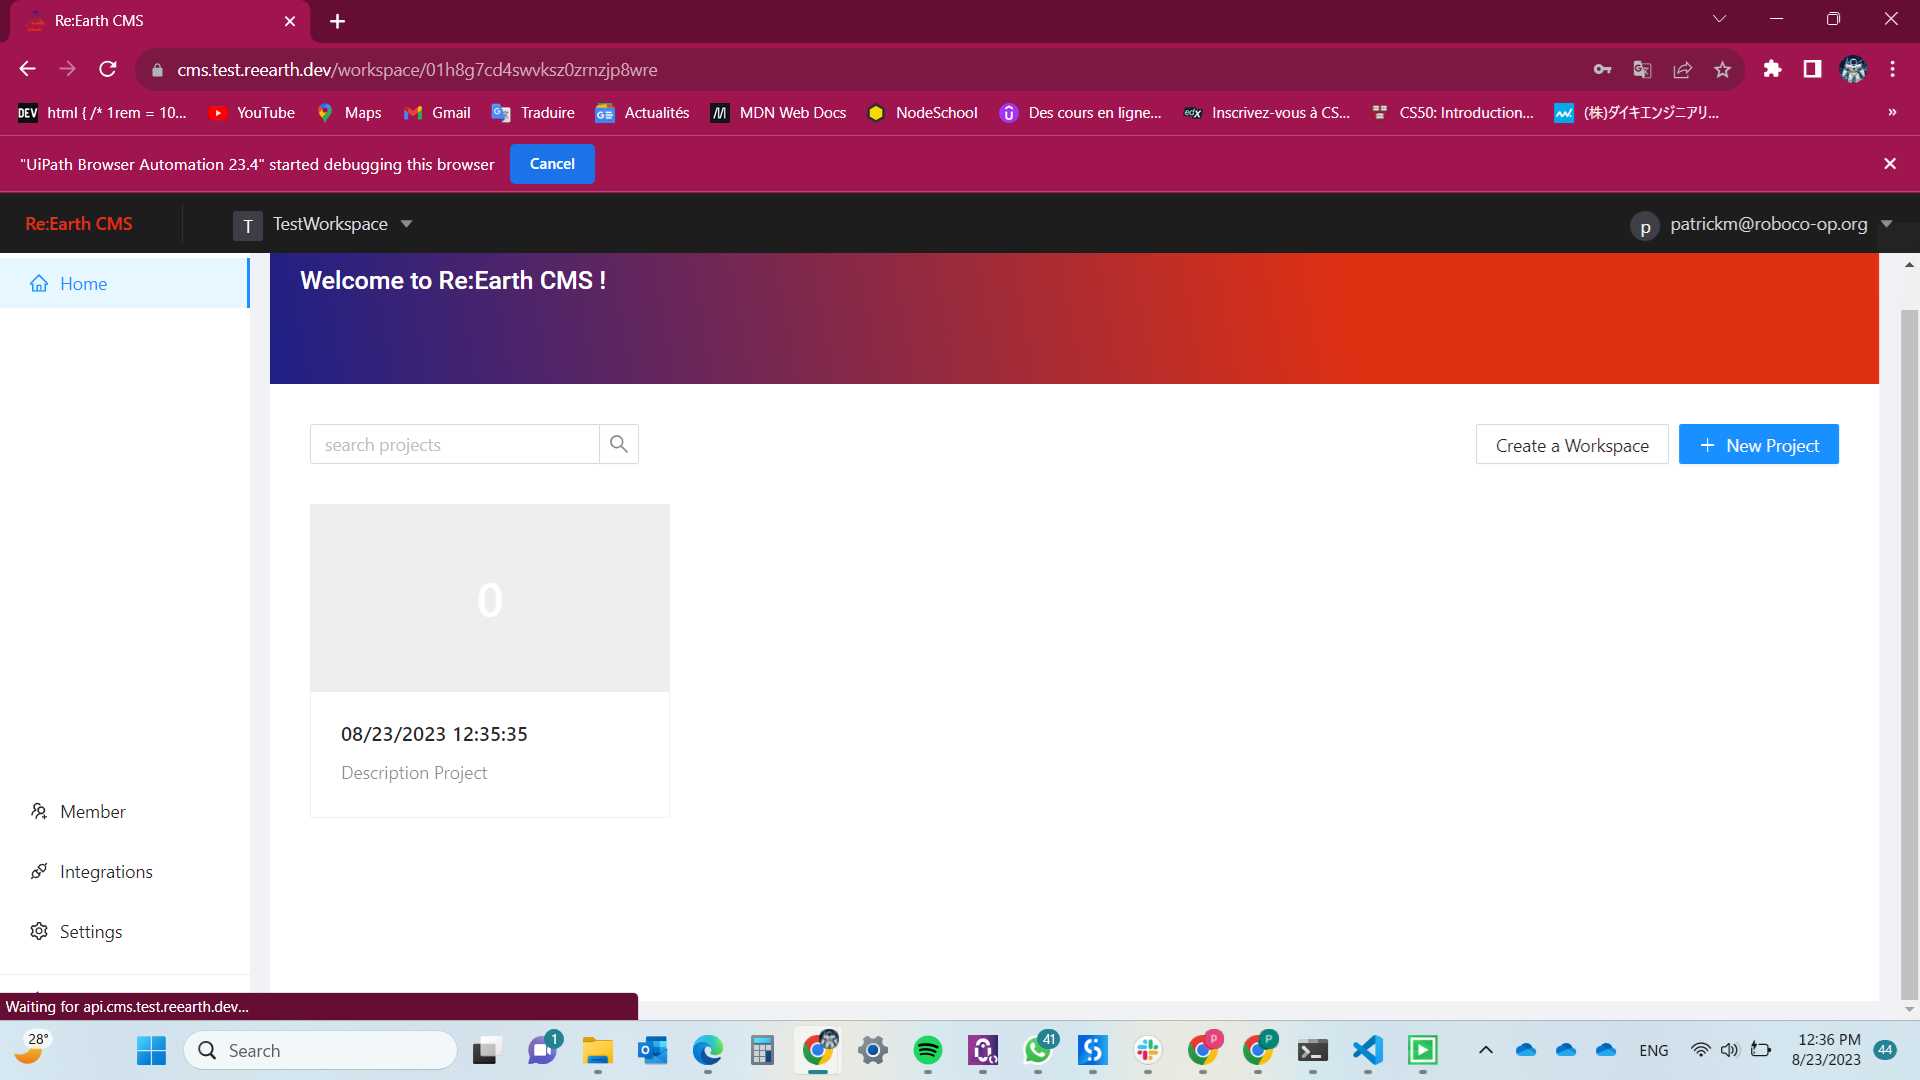 Re:Earth CMS
cms.test.reearth.dev/workspace/01h8g7cd4swvksz0zrnzjp8wre
DEV html { /* 1rem = 10... YouTube Maps Gmail Traduire Actualités MDN Web Docs NodeSchool Des cours en ligne... edX Inscrivez-vous à CS... CS50: Introduction... (株)ダイキエンジニアリ... »
"UiPath Browser Automation 23.4" started debugging this browser Cancel
Re:Earth CMS T TestWorkspace p patrickm@roboco-op.org
Home
Welcome to Re:Earth CMS !
search projects Create a Workspace + New Project
0
08/23/2023 12:35:35
Description Project
Member
Integrations
Settings
Waiting for api.cms.test.reearth.dev...
28° Search 1 41 P P ENG 12:36 PM 44
8/23/2023